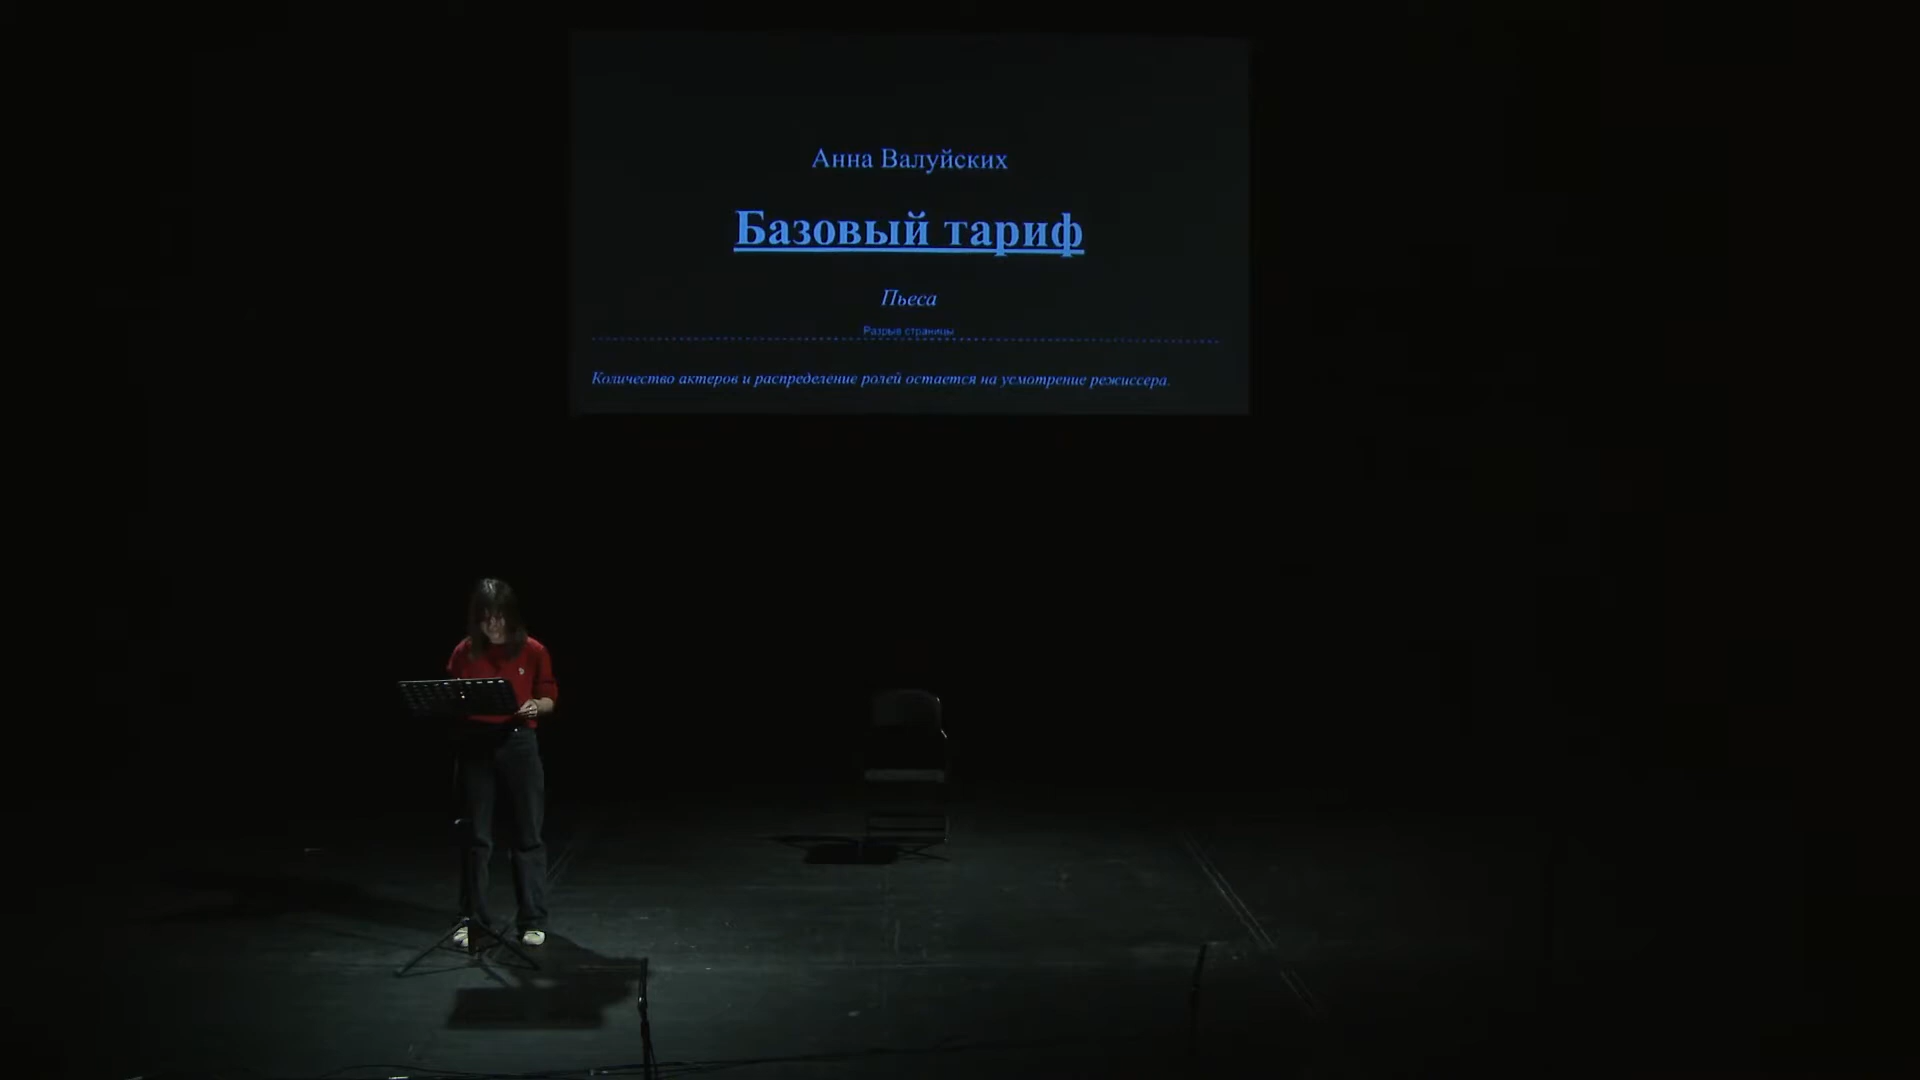 Анна Валуйских
Базовый тариф
Пьеса
Разрыв страницы
Количество актеров и распределение ролей остается на усмотрение режиссера.